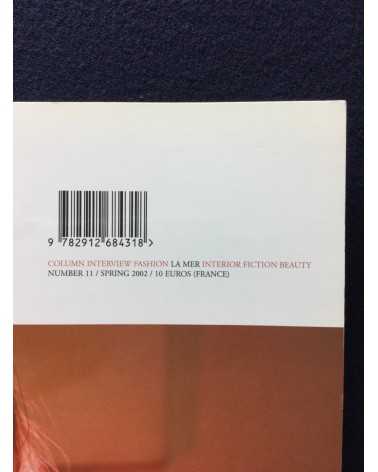 9 782912 684318 >
COLUMN INTERVIEW FASHION LA MER INTERIOR FICTION BEAUTY
NUMBER 11 / SPRING 2002 / 10 EUROS (FRANCE)